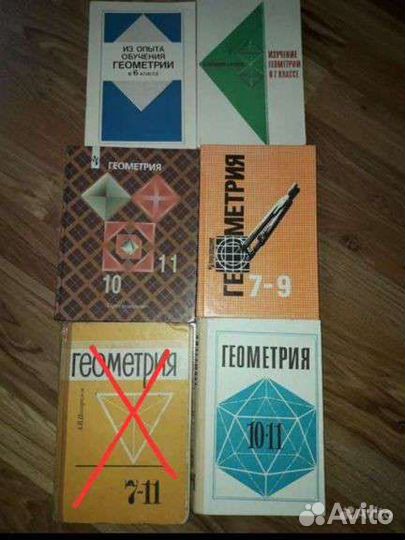 ИЗ ОПЫТА
ОБУЧЕНИЯ
ГЕОМЕТРИИ
в 6 классе
ИЗУЧЕНИЕ
ГЕОМЕТРИИ
В 7 КЛАССЕ
ГЕОМЕТРИЯ
10
11
ГЕОМЕТРИЯ
7-9
геометрия
7-11
ГЕОМЕТРИЯ
10-11
Avito